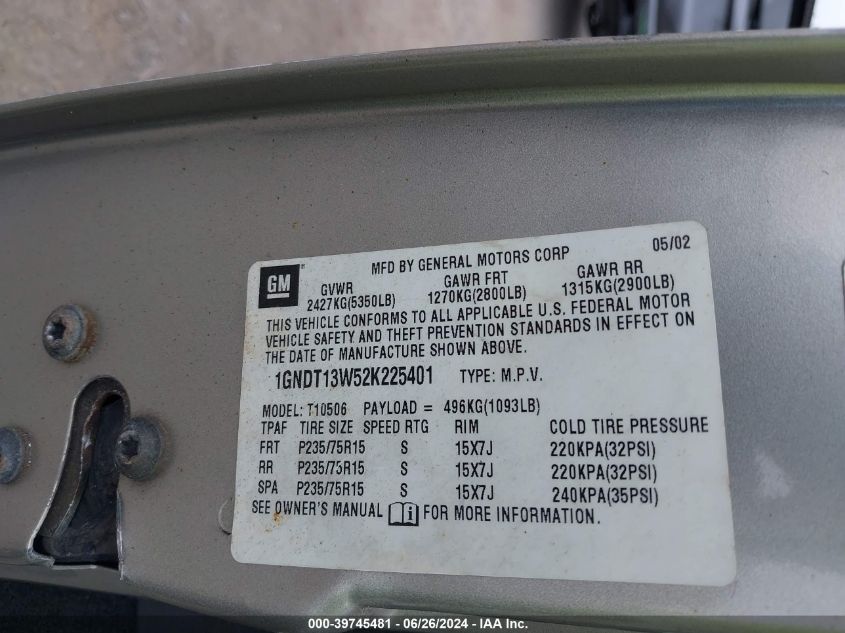 GM
MFD BY GENERAL MOTORS CORP 05/02
GVWR GAWR FRT GAWR RR
2427KG(5350LB) 1270KG(2800LB) 1315KG(2900LB)
THIS VEHICLE CONFORMS TO ALL APPLICABLE U.S. FEDERAL MOTOR
VEHICLE SAFETY AND THEFT PREVENTION STANDARDS IN EFFECT ON
THE DATE OF MANUFACTURE SHOWN ABOVE.
1GNDT13W52K225401 TYPE: M.P.V.
MODEL: T10506 PAYLOAD = 496KG(1093LB)
TPAF TIRE SIZE SPEED RTG RIM COLD TIRE PRESSURE
FRT P235/75R15 S 15X7J 220KPA(32PSI)
RR P235/75R15 S 15X7J 220KPA(32PSI)
SPA P235/75R15 S 15X7J 240KPA(35PSI)
SEE OWNER'S MANUAL FOR MORE INFORMATION.
000-39745481 - 06/26/2024 - IAA Inc.